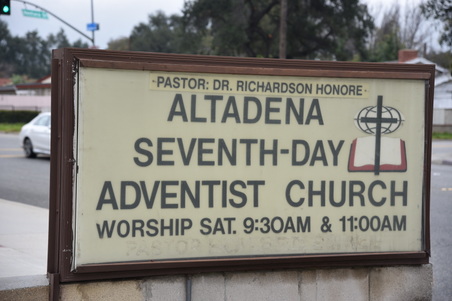 PASTOR: DR. RICHARDSON HONORE
ALTADENA
SEVENTH-DAY
ADVENTIST CHURCH
WORSHIP SAT. 9:30AM & 11:00AM